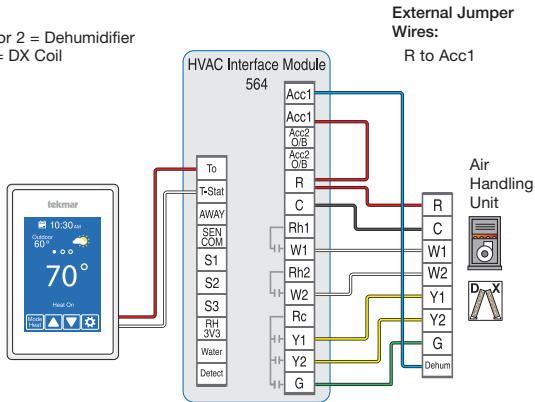 or 2 = Dehumidifier
= DX Coil
External Jumper
Wires:
R to Acc1
HVAC Interface Module
564
Acc1
Acc1
Acc2
O/B
Acc2
O/B
R
C
Rh1
W1
Rh2
W2
Rc
Y1
Y2
G
To
T-Stat
AWAY
SEN
COM
S1
S2
S3
RH
3V3
Water
Detect
tekmar
10:30 AM
Outdoor
60°
70°
Heat On
Mode
Heat
Air
Handling
Unit
R
C
W1
W2
Y1
Y2
G
Dehum
D X